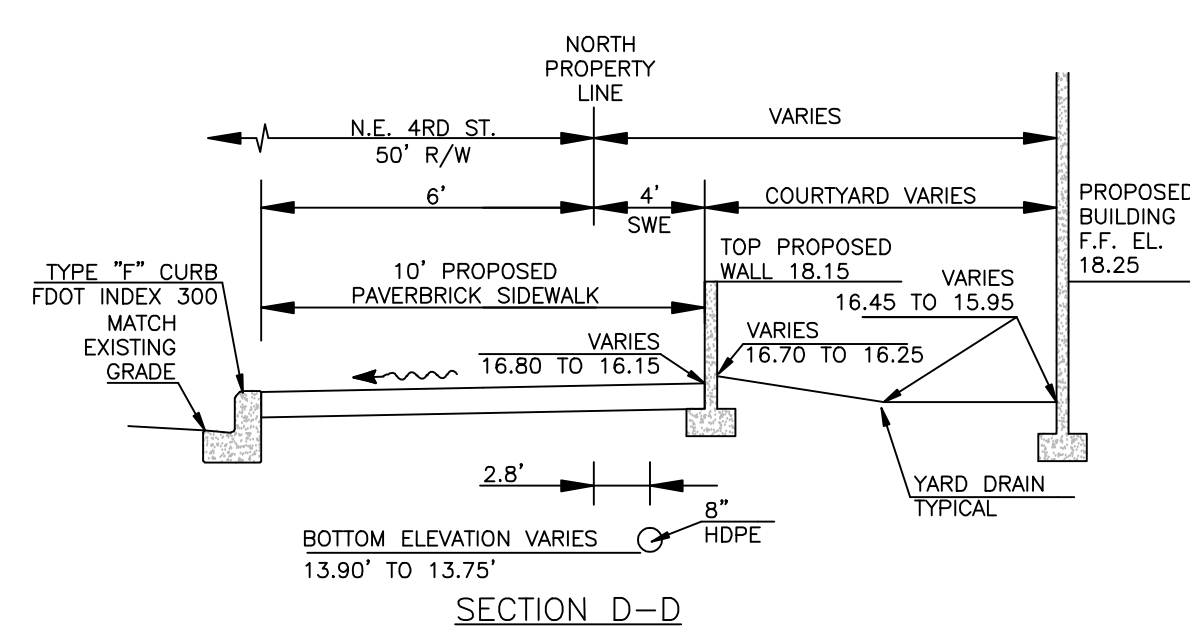 NORTH
PROPERTY
LINE
N.E. 4RD ST.
50' R/W
VARIES
6'
4'
SWE
COURTYARD VARIES
PROPOSED
BUILDING
F.F. EL.
18.25
TYPE "F" CURB
FDOT INDEX 300
MATCH
EXISTING
GRADE
10' PROPOSED
PAVERBRICK SIDEWALK
TOP PROPOSED
WALL 18.15
VARIES
16.45 TO 15.95
VARIES
16.80 TO 16.15
VARIES
16.70 TO 16.25
2.8'
YARD DRAIN
TYPICAL
8"
HDPE
BOTTOM ELEVATION VARIES
13.90' TO 13.75'
SECTION D-D